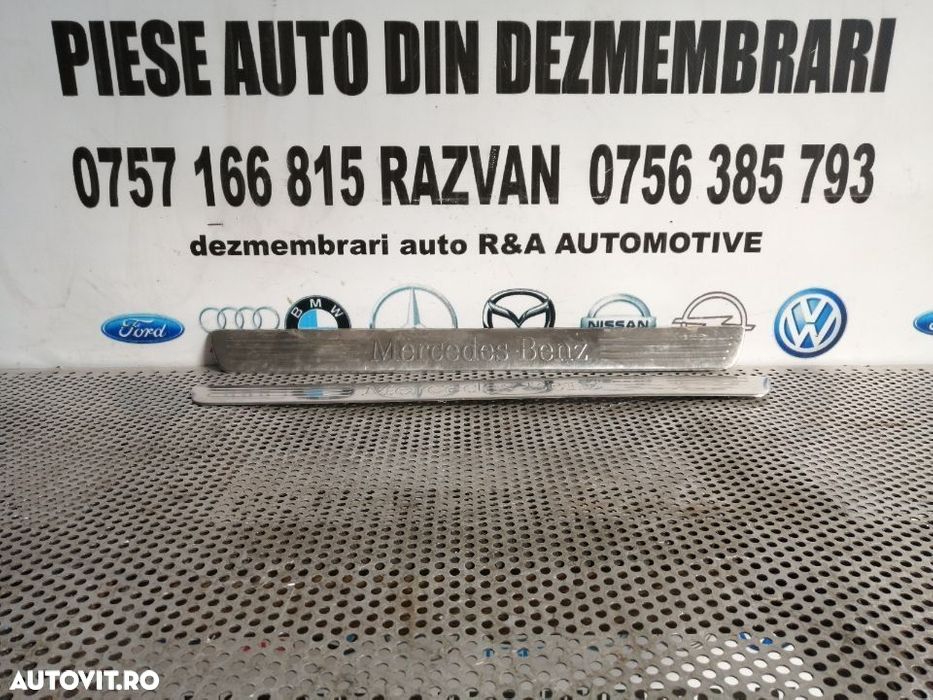 PIESE AUTO DIN DEZMEMBRARI
0757 166 815 RAZVAN 0756 385 793
dezmembrari auto R&A AUTOMOTIVE
Ford
BMW
NISSAN
Mercedes-Benz
AUTOVIT.RO